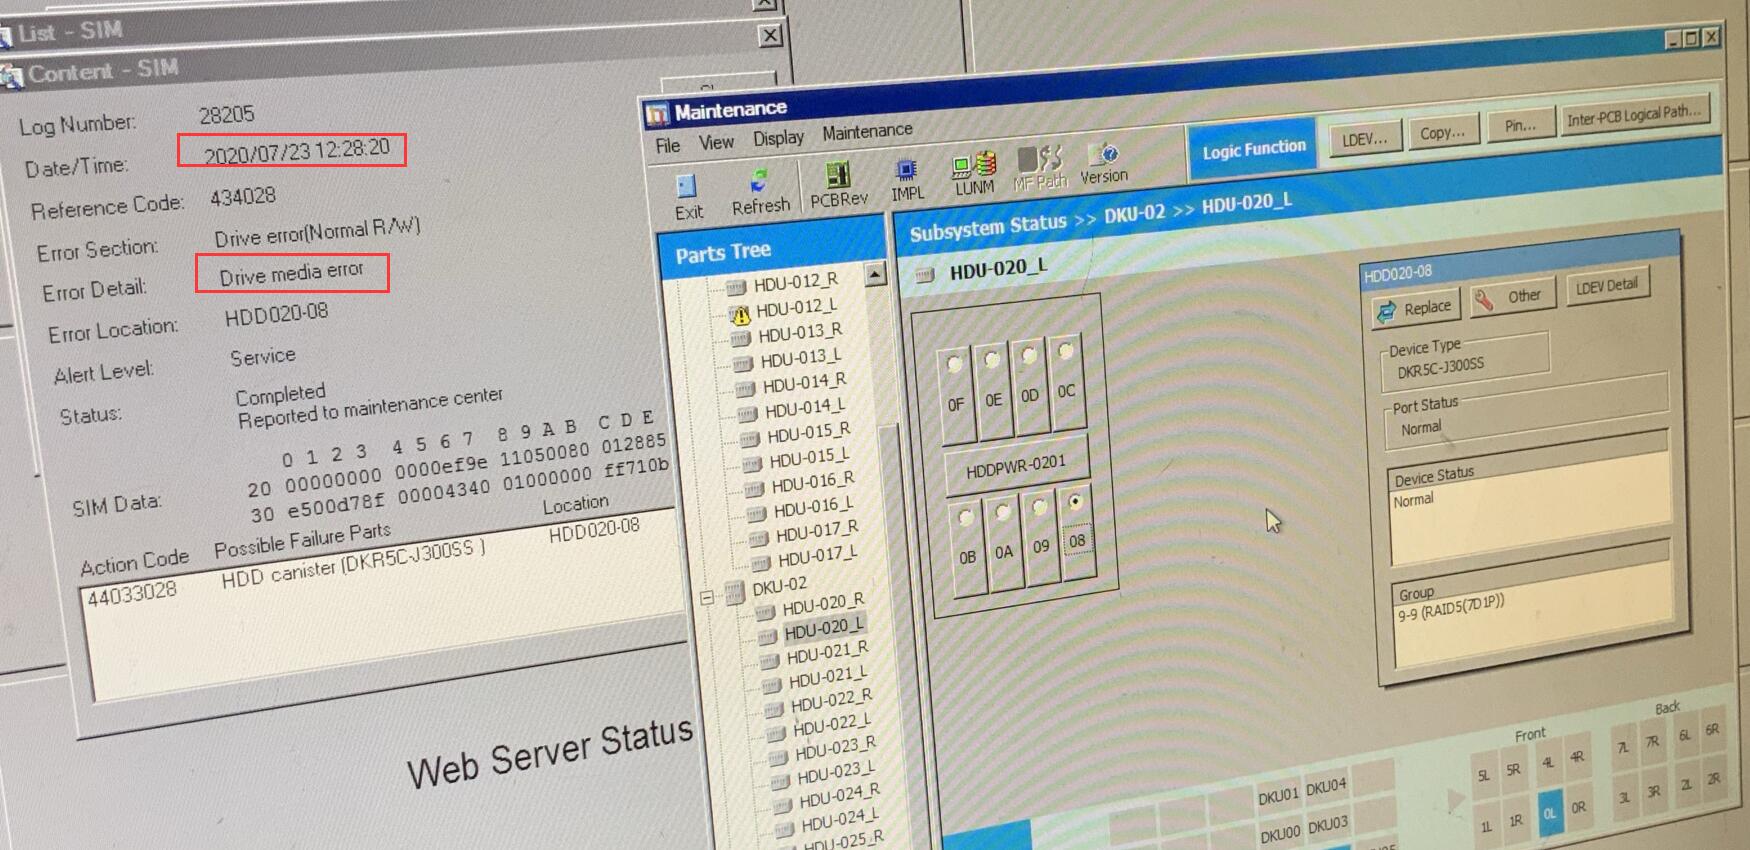 List - SIM
Content - SIM
Log Number: 28205
Date/Time: 2020/07/23 12:28:20
Reference Code: 434028
Error Section: Drive error(Normal R/W)
Error Detail: Drive media error
Error Location: HDD020-08
Alert Level: Service
Status: Completed
Reported to maintenance center
0 1 2 3 4 5 6 7 8 9 A B C D E
SIM Data:
20 00000000 0000ef9e 11050080 012885
30 e500d78f 00004340 01000000 ff710b
Action Code Possible Failure Parts Location
44033028 HDD canister (DKR5C-J300SS ) HDD020-08
Web Server Status
Maintenance
File View Display Maintenance
Exit Refresh PCBRev IMPL LUNM MF Path Version
Logic Function LDEV... Copy... Pin... Inter-PCB Logical Path...
Parts Tree
HDU-012_R
HDU-012_L
HDU-013_R
HDU-013_L
HDU-014_R
HDU-014_L
HDU-015_R
HDU-015_L
HDU-016_R
HDU-016_L
HDU-017_R
HDU-017_L
DKU-02
HDU-020_R
HDU-020_L
HDU-021_R
HDU-021_L
HDU-022_R
HDU-022_L
HDU-023_R
HDU-023_L
HDU-024_R
HDU-024_L
HDU-025_R
Subsystem Status >> DKU-02 >> HDU-020_L
HDU-020_L
0F 0E 0D 0C
HDDPWR-0201
0B 0A 09 08
HDD020-08
Replace Other LDEV Detail
Device Type
DKR5C-J300SS
Port Status
Normal
Device Status
Normal
Group
9-9 (RAID5(7D1P))
DKU01 DKU04
DKU00 DKU03
Front
5L 5R 4L 4R
1L 1R 0L 0R
Back
7L 7R 6L 6R
3L 3R 2L 2R